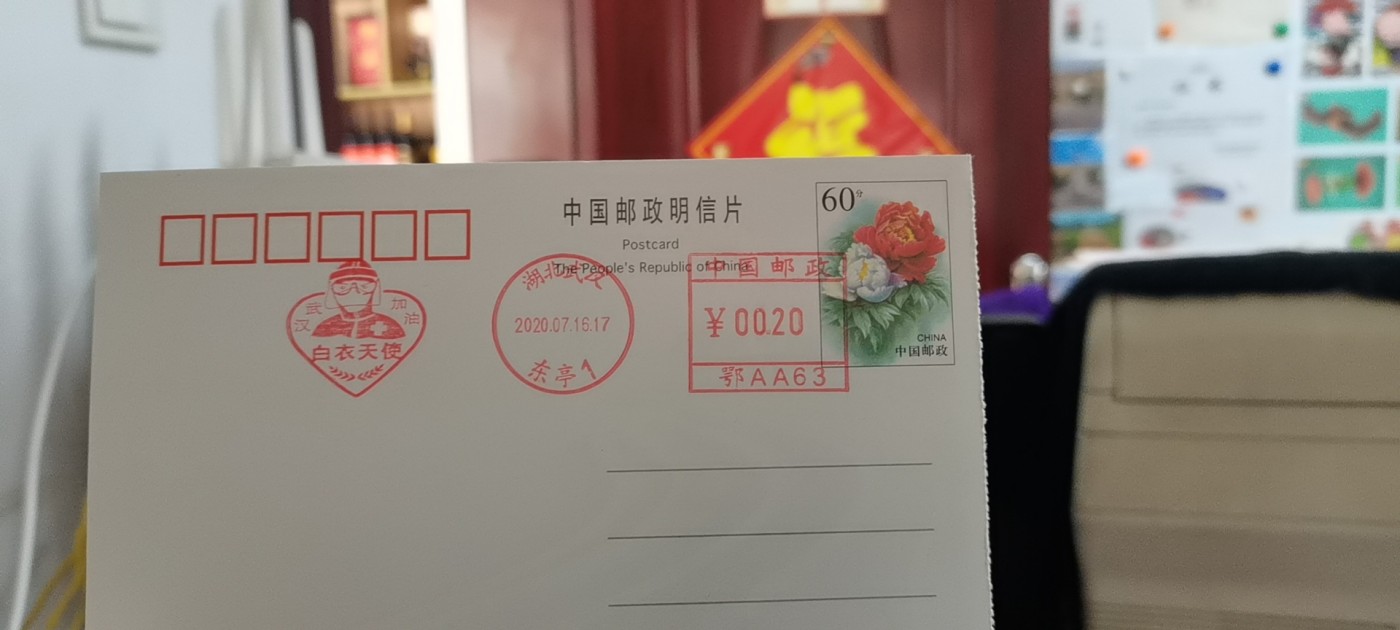 中国邮政明信片
Postcard
The People's Republic of China
60分
CHINA
中国邮政
武汉
加油
白衣天使
湖北武汉
2020.07.16.17
东亭1
中国邮政
¥00.20
鄂AA63